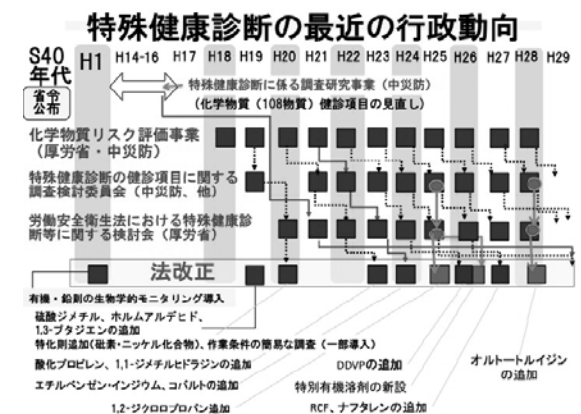 特殊健康診断の最近の行政動向
S40年代 H1 H14-16 H17 H18 H19 H20 H21 H22 H23 H24 H25 H26 H27 H28 H29
省令公布
特殊健康診断に係る調査研究事業（中災防）
（化学物質（108物質）健診項目の見直し）
化学物質リスク評価事業
（厚労省・中災防）
特殊健康診断の健診項目に関する
調査検討委員会（中災防、他）
労働安全衛生法における特殊健康診
断等に関する検討会（厚労省）
法改正
有機・鉛則の生物学的モニタリング導入
硫酸ジメチル、ホルムアルデヒド、
1,3-ブタジエンの追加
特化則追加（砒素・ニッケル化合物）、作業条件の簡易な調査（一部導入）
酸化プロピレン、1,1-ジメチルヒドラジンの追加
エチルベンゼン・インジウム、コバルトの追加
1,2-ジクロロプロパン追加
DDVPの追加
特別有機溶剤の新設
RCF、ナフタレンの追加
オルトートルイジン
の追加